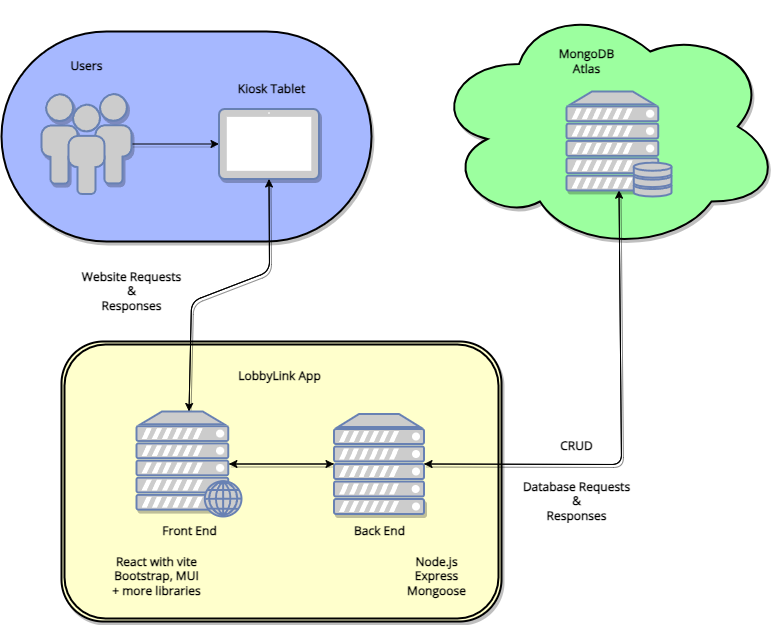 Users
Kiosk Tablet
MongoDB
Atlas
Website Requests
&
Responses
LobbyLink App
CRUD
Database Requests
&
Responses
Front End
Back End
React with vite
Bootstrap, MUI
+ more libraries
Node.js
Express
Mongoose